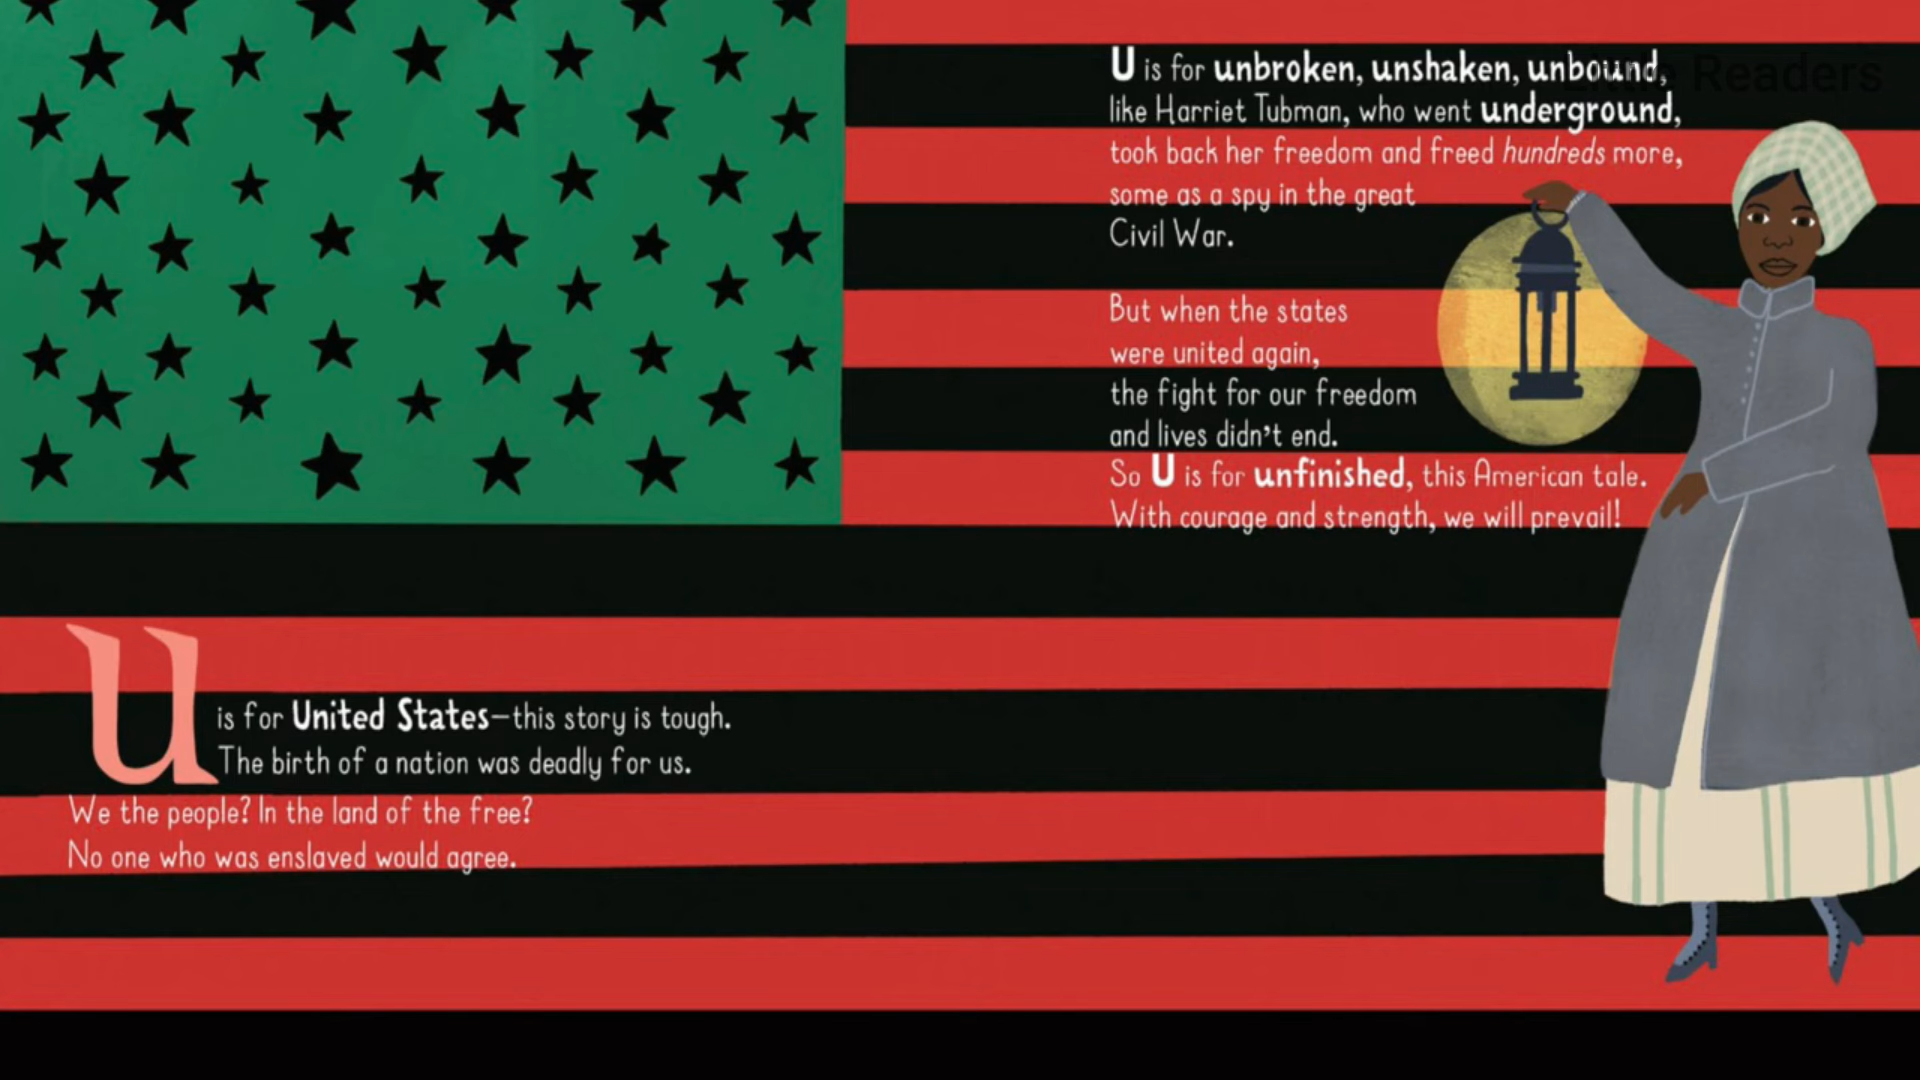 U is for United States—this story is tough.
The birth of a nation was deadly for us.
We the people? In the land of the free?
No one who was enslaved would agree.
U is for unbroken, unshaken, unbound,
like Harriet Tubman, who went underground,
took back her freedom and freed hundreds more,
some as a spy in the great
Civil War.
But when the states
were united again,
the fight for our freedom
and lives didn't end.
So U is for unfinished, this American tale.
With courage and strength, we will prevail!
Little Readers